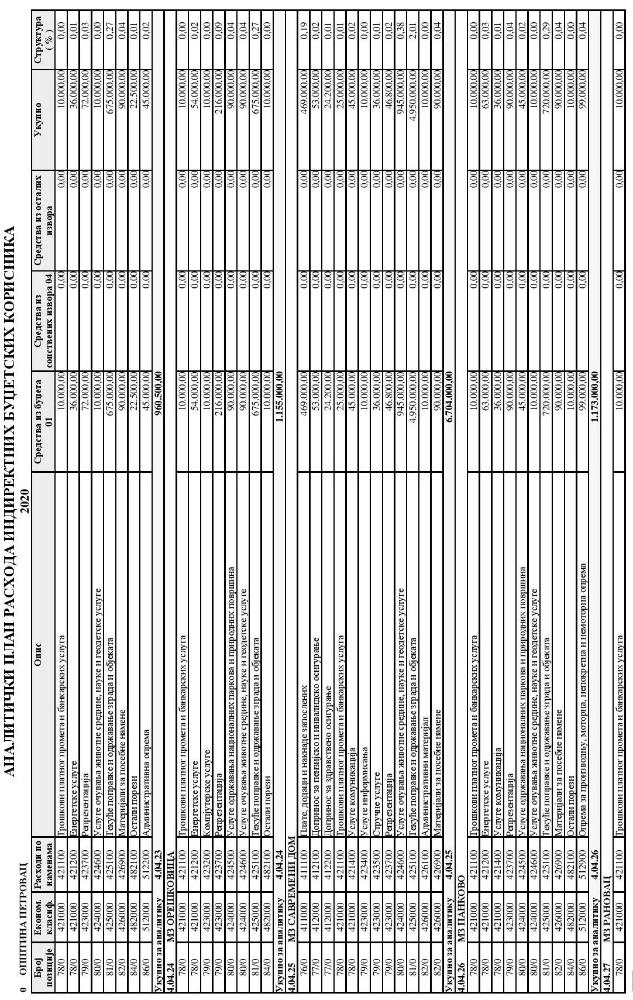 АНАЛИТИЧКИ ПЛАН РАСХОДА ИНДИРЕКТНИХ БУЏЕТСКИХ КОРИСНИКА
0 ОПШТИНА ПЕТРОВАЦ 2020
Број позиције Економ. класиф. Расходи по наменама Опис Средства из буџета 01 Средства из сопствених извора 04 Средства из осталих извора Укупно Структура ( % )
78/0 421000 421100 Трошкови платног промета и банкарских услуга 10.000,00 0,00 0,00 10.000,00 0,00
78/0 421000 421200 Енергетске услуге 36.000,00 0,00 0,00 36.000,00 0,01
79/0 423000 423700 Репрезентација 72.000,00 0,00 0,00 72.000,00 0,03
80/0 424000 424600 Услуге очувања животне средине, науке и геодетске услуге 10.000,00 0,00 0,00 10.000,00 0,00
81/0 425000 425100 Текуће поправке и одржавање зграда и објеката 675.000,00 0,00 0,00 675.000,00 0,27
82/0 426000 426900 Материјали за посебне намене 90.000,00 0,00 0,00 90.000,00 0,04
84/0 482000 482100 Остали порези 22.500,00 0,00 0,00 22.500,00 0,01
86/0 512000 512200 Административна опрема 45.000,00 0,00 0,00 45.000,00 0,02
Укупно за аналитику 4.04.23 960.500,00
4.04.24 МЗ ОРЕШКОВИЦА
78/0 421000 421100 Трошкови платног промета и банкарских услуга 10.000,00 0,00 0,00 10.000,00 0,00
78/0 421000 421200 Енергетске услуге 54.000,00 0,00 0,00 54.000,00 0,02
79/0 423000 423200 Компјутерске услуге 10.000,00 0,00 0,00 10.000,00 0,00
79/0 423000 423700 Репрезентација 216.000,00 0,00 0,00 216.000,00 0,09
80/0 424000 424500 Услуге одржавања националних паркова и природних површина 90.000,00 0,00 0,00 90.000,00 0,04
80/0 424000 424600 Услуге очувања животне средине, науке и геодетске услуге 90.000,00 0,00 0,00 90.000,00 0,04
81/0 425000 425100 Текуће поправке и одржавање зграда и објеката 675.000,00 0,00 0,00 675.000,00 0,27
84/0 482000 482100 Остали порези 10.000,00 0,00 0,00 10.000,00 0,00
Укупно за аналитику 4.04.24 1.155.000,00
4.04.25 МЗ САВРЕМЕНИ ДОМ
76/0 411000 411100 Плате, додаци и накнаде запослених 469.000,00 0,00 0,00 469.000,00 0,19
77/0 412000 412100 Допринос за пензијско и инвалидско осигурање 53.000,00 0,00 0,00 53.000,00 0,02
77/0 412000 412200 Допринос за здравствено осигурање 24.200,00 0,00 0,00 24.200,00 0,01
78/0 421000 421100 Трошкови платног промета и банкарских услуга 25.000,00 0,00 0,00 25.000,00 0,01
78/0 421000 421400 Услуге комуникација 45.000,00 0,00 0,00 45.000,00 0,02
79/0 423000 423400 Услуге информисања 10.000,00 0,00 0,00 10.000,00 0,00
79/0 423000 423500 Стручне услуге 36.000,00 0,00 0,00 36.000,00 0,01
79/0 423000 423700 Репрезентација 46.800,00 0,00 0,00 46.800,00 0,02
80/0 424000 424600 Услуге очувања животне средине, науке и геодетске услуге 945.000,00 0,00 0,00 945.000,00 0,38
81/0 425000 425100 Текуће поправке и одржавање зграда и објеката 4.950.000,00 0,00 0,00 4.950.000,00 2,01
82/0 426000 426100 Административни материјал 10.000,00 0,00 0,00 10.000,00 0,00
82/0 426000 426900 Материјали за посебне намене 90.000,00 0,00 0,00 90.000,00 0,04
Укупно за аналитику 4.04.25 6.704.000,00
4.04.26 МЗ ПАНКОВО
78/0 421000 421100 Трошкови платног промета и банкарских услуга 10.000,00 0,00 0,00 10.000,00 0,00
78/0 421000 421200 Енергетске услуге 63.000,00 0,00 0,00 63.000,00 0,03
78/0 421000 421400 Услуге комуникација 36.000,00 0,00 0,00 36.000,00 0,01
79/0 423000 423700 Репрезентација 90.000,00 0,00 0,00 90.000,00 0,04
80/0 424000 424500 Услуге одржавања националних паркова и природних површина 45.000,00 0,00 0,00 45.000,00 0,02
80/0 424000 424600 Услуге очувања животне средине, науке и геодетске услуге 10.000,00 0,00 0,00 10.000,00 0,00
81/0 425000 425100 Текуће поправке и одржавање зграда и објеката 720.000,00 0,00 0,00 720.000,00 0,29
82/0 426000 426900 Материјали за посебне намене 90.000,00 0,00 0,00 90.000,00 0,04
84/0 482000 482100 Остали порези 10.000,00 0,00 0,00 10.000,00 0,00
86/0 512000 512900 Опрема за производњу, моторна, непокретна и немоторна опрема 99.000,00 0,00 0,00 99.000,00 0,04
Укупно за аналитику 4.04.26 1.173.000,00
4.04.27 МЗ РАНОВАЦ
78/0 421000 421100 Трошкови платног промета и банкарских услуга 10.000,00 0,00 0,00 10.000,00 0,00